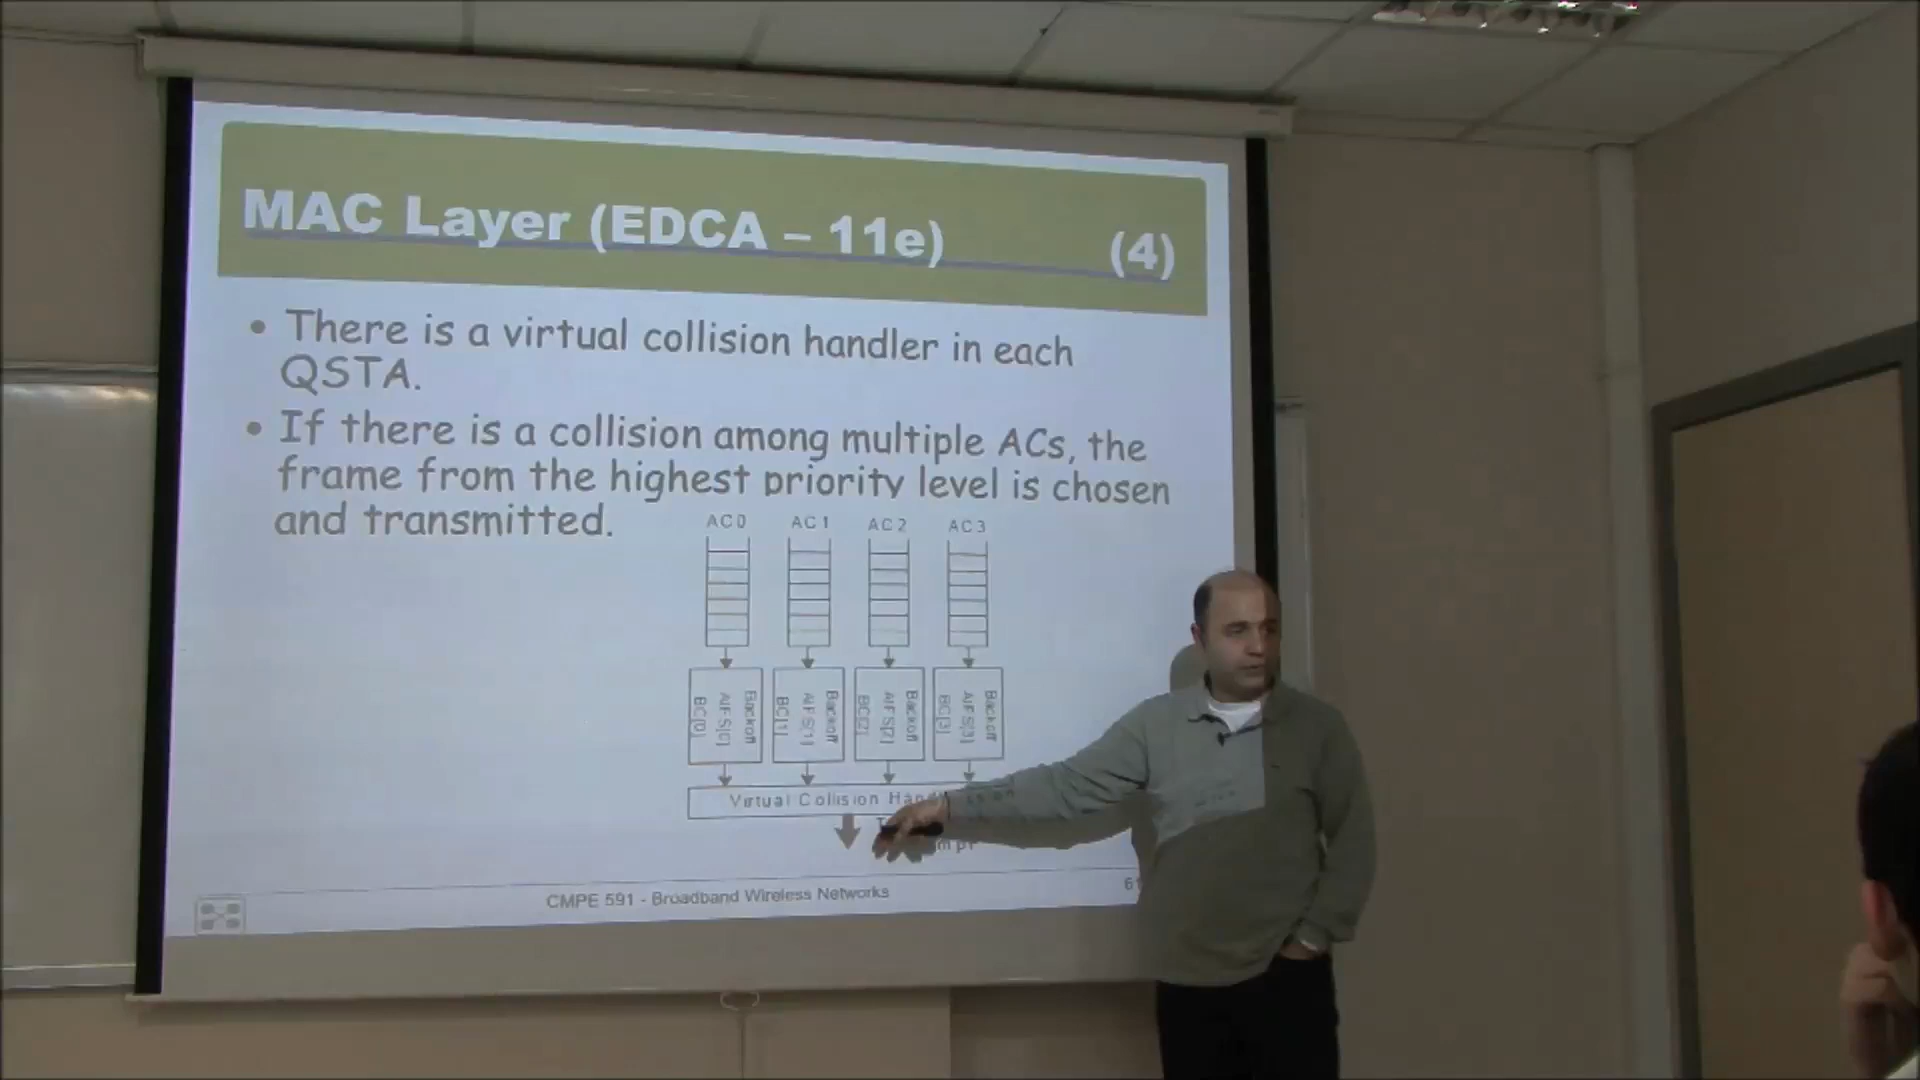 MAC Layer (EDCA – 11e) (4)
• There is a virtual collision handler in each
QSTA.
• If there is a collision among multiple ACs, the
frame from the highest priority level is chosen
and transmitted.
AC0 AC1 AC2 AC3
Backoff AIFS[0] BC[0]
Backoff AIFS[1] BC[1]
Backoff AIFS[2] BC[2]
Backoff AIFS[3] BC[3]
Virtual Collision
CMPE 591 - Broadband Wireless Networks